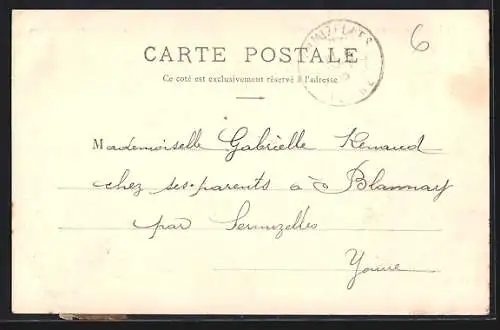 CARTE POSTALE
Ce coté est exclusivement réservé à l'adresse
6
Mademoiselle Gabrielle Renaud
chez ses parents à Blannay
par Sermizelles
Yonne